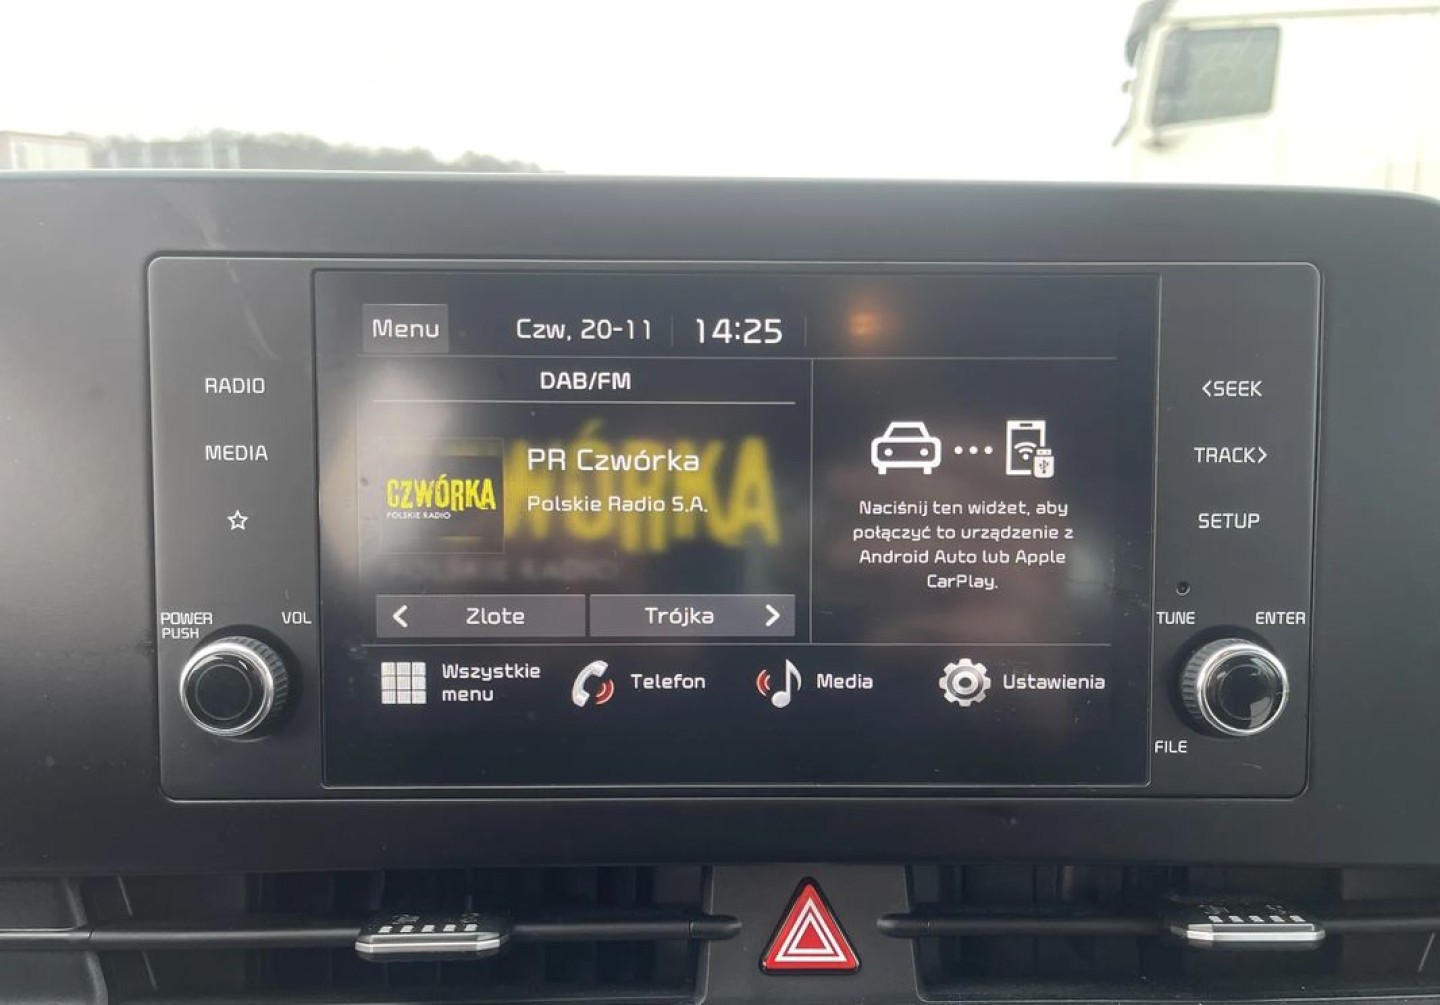 Menu
Czw, 20-11
14:25
RADIO
MEDIA
POWER
PUSH
VOL
DAB/FM
CZWÓRKA
POLSKIE RADIO
PR Czwórka
Polskie Radio S.A.
Zlote
Trójka
Naciśnij ten widżet, aby
połączyć to urządzenie z
Android Auto lub Apple
CarPlay.
Wszystkie
menu
Telefon
Media
Ustawienia
<SEEK
TRACK>
SETUP
TUNE
ENTER
FILE